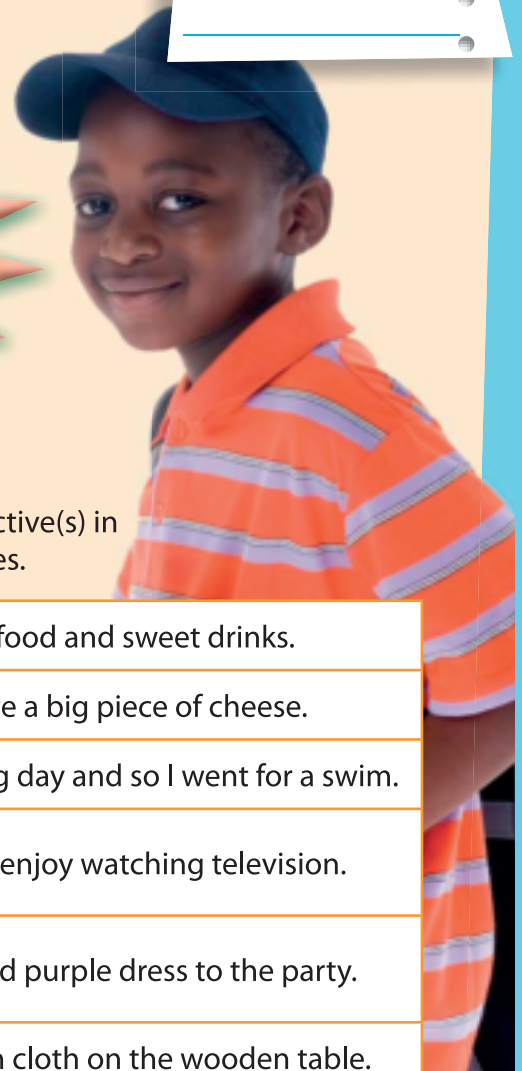 ctive(s) in
es.
food and sweet drinks.
e a big piece of cheese.
g day and so I went for a swim.
enjoy watching television.
d purple dress to the party.
n cloth on the wooden table.